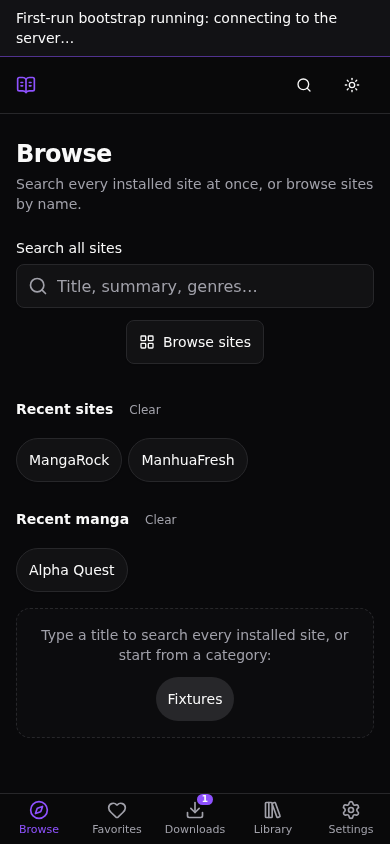 First-run bootstrap running: connecting to the
server…
Browse
Search every installed site at once, or browse sites
by name.
Search all sites
Title, summary, genres…
Browse sites
Recent sites Clear
MangaRock ManhuaFresh
Recent manga Clear
Alpha Quest
Type a title to search every installed site, or
start from a category:
Fixtures
1
Browse Favorites Downloads Library Settings